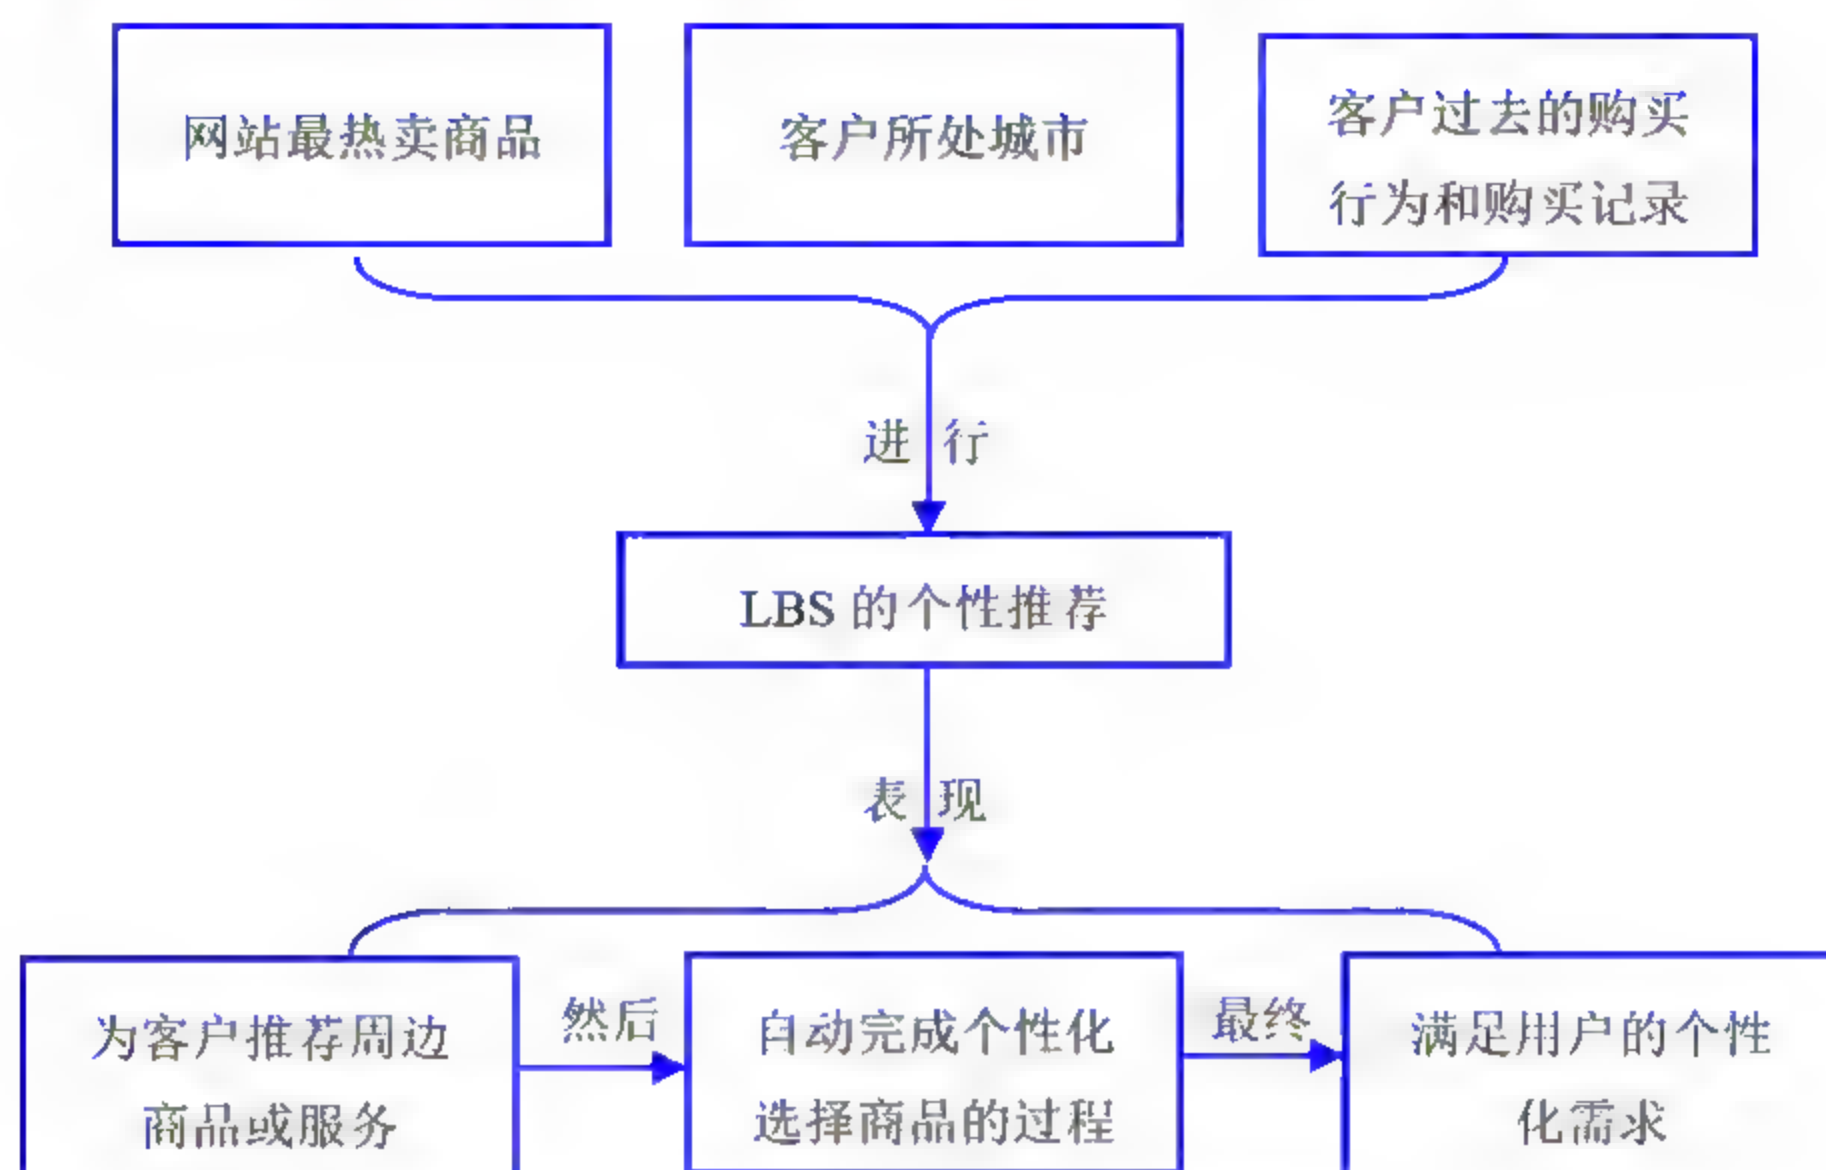 网站最热卖商品
客户所处城市
客户过去的购买
行为和购买记录
进行
LBS 的个性推荐
表现
为客户推荐周边
商品或服务
然后
自动完成个性化
选择商品的过程
最终
满足用户的个性
化需求